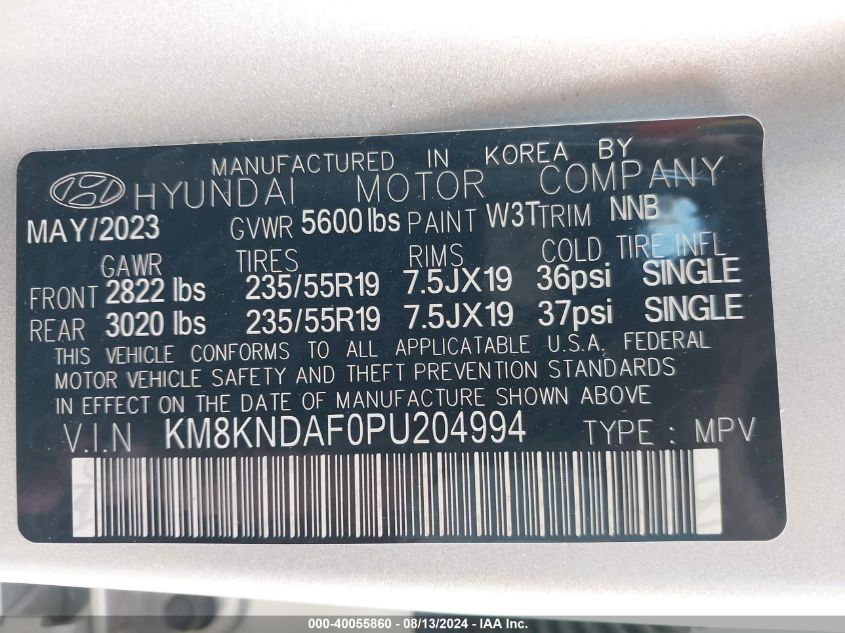 MANUFACTURED IN KOREA BY
HYUNDAI MOTOR COMPANY
MAY/2023 GVWR 5600 lbs PAINT W3T TRIM NNB
GAWR TIRES RIMS COLD TIRE INFL
FRONT 2822 lbs 235/55R19 7.5JX19 36psi SINGLE
REAR 3020 lbs 235/55R19 7.5JX19 37psi SINGLE
THIS VEHICLE CONFORMS TO ALL APPLICATABLE U.S.A. FEDERAL
MOTOR VEHICLE SAFETY AND THEFT PREVENTION STANDARDS
IN EFFECT ON THE DATE OF MANUFACTURE SHOWN ABOVE
V.I.N KM8KNDAF0PU204994 TYPE : MPV
000-40055860 - 08/13/2024 - IAA Inc.